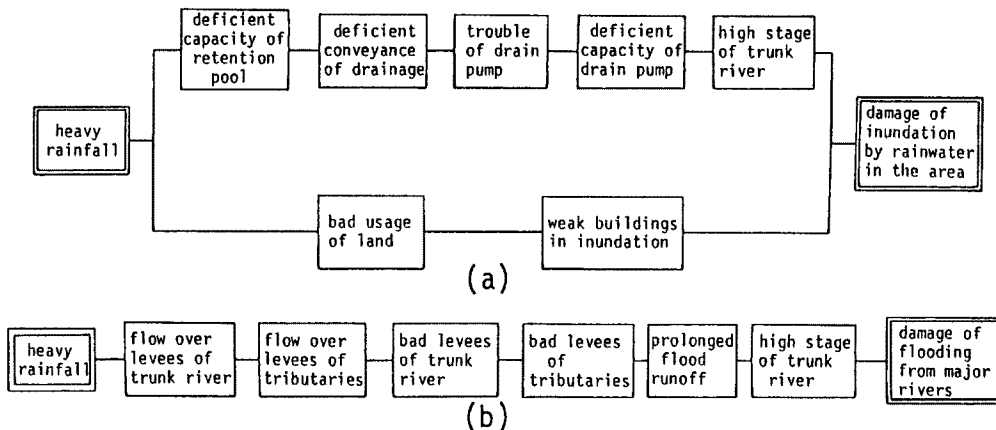 deficient
capacity of
retention
pool
deficient
conveyance
of drainage
trouble
of drain
pump
deficient
capacity of
drain pump
high stage
of trunk
river
heavy
rainfall
damage of
inundation
by rainwater
in the area
bad usage
of land
weak buildings
in inundation
(a)
heavy
rainfall
flow over
levees of
trunk river
flow over
levees of
tributaries
bad levees
of trunk
river
bad levees
of
tributaries
prolonged
flood
runoff
high stage
of trunk
river
damage of
flooding
from major
rivers
(b)